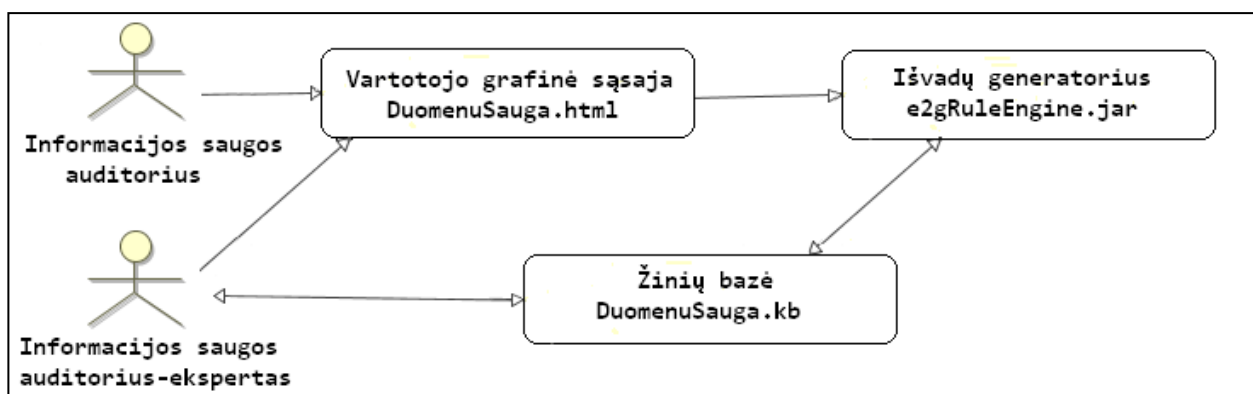 Vartotojo grafinė sąsaja
DuomenuSauga.html
Išvadų generatorius
e2gRuleEngine.jar
Informacijos saugos
auditorius
Žinių bazė
DuomenuSauga.kb
Informacijos saugos
auditorius-ekspertas